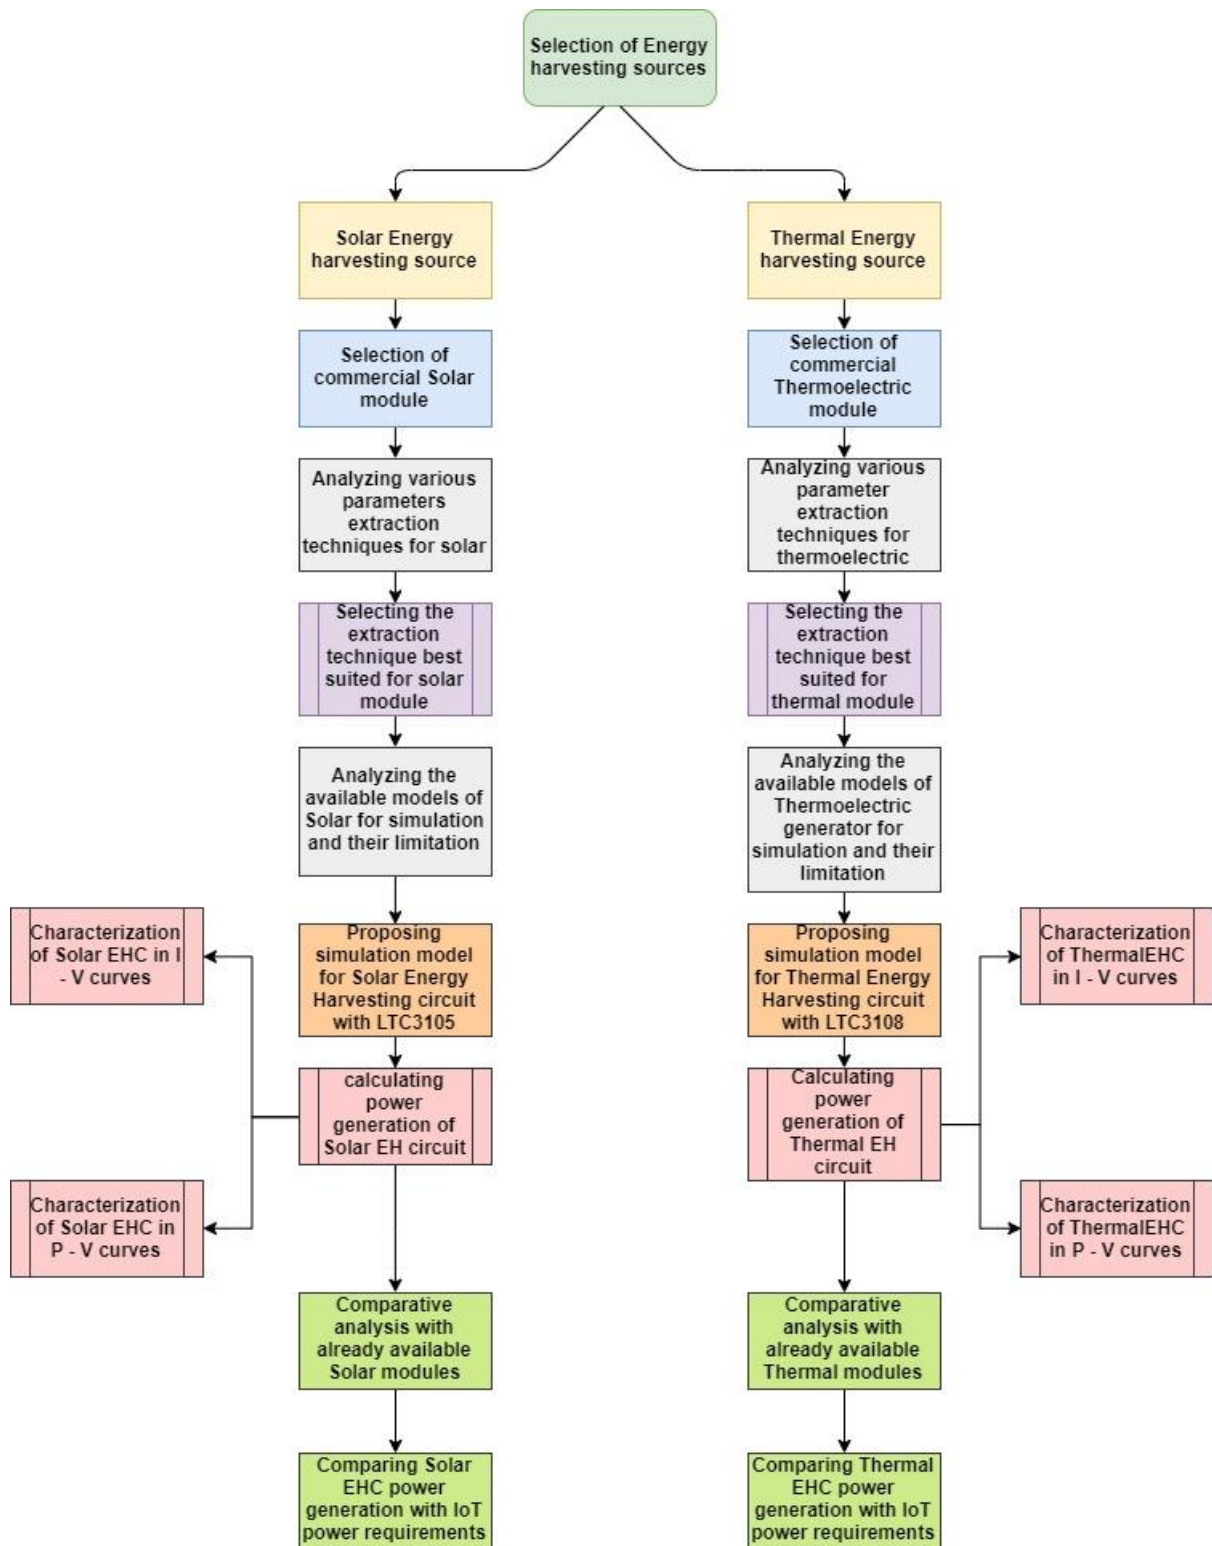 Selection of Energy
harvesting sources
Solar Energy
harvesting source
Selection of
commercial Solar
module
Analyzing various
parameters
extraction
techniques for solar
Selecting the
extraction
technique best
suited for solar
module
Analyzing the
available models of
Solar for simulation
and their limitation
Proposing
simulation model
for Solar Energy
Harvesting circuit
with LTC3105
calculating
power
generation of
Solar EH circuit
Characterization
of Solar EHC in I
- V curves
Characterization
of Solar EHC in
P - V curves
Comparative
analysis with
already available
Solar modules
Comparing Solar
EHC power
generation with IoT
power requirements
Thermal Energy
harvesting source
Selection of
commercial
Thermoelectric
module
Analyzing various
parameter
extraction
techniques for
thermoelectric
Selecting the
extraction
technique best
suited for
thermal module
Analyzing the
available models of
Thermoelectric
generator for
simulation and their
limitation
Proposing
simulation model
for Thermal Energy
Harvesting circuit
with LTC3108
Calculating
power
generation of
Thermal EH
circuit
Characterization
of ThermalEHC
in I - V curves
Characterization
of ThermalEHC
in P - V curves
Comparative
analysis with
already available
Thermal modules
Comparing Thermal
EHC power
generation with IoT
power requirements